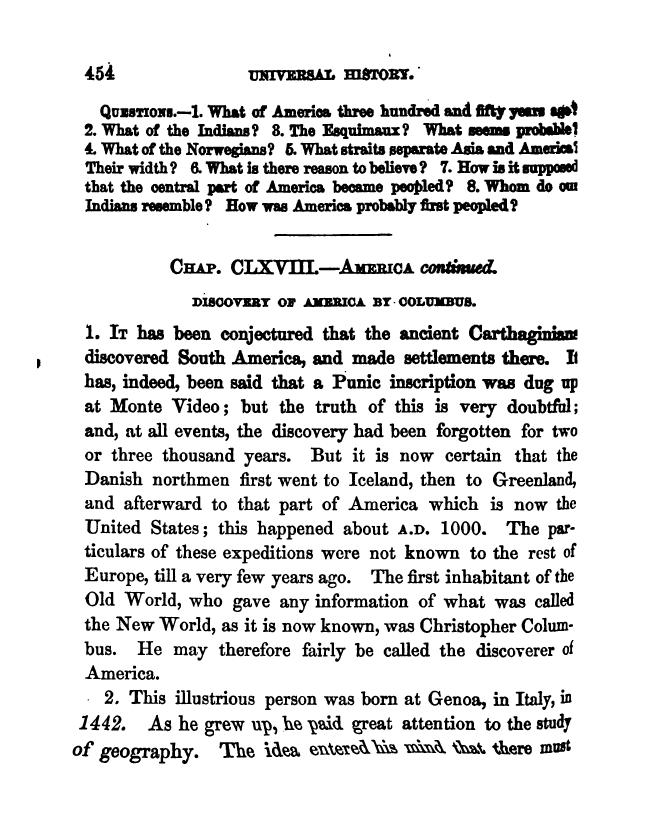 454 UNIVERSAL HISTORY.
QUESTIONS.—1. What of America three hundred and fifty years ago?
2. What of the Indians? 3. The Esquimaux? What seems probable?
4. What of the Norwegians? 5. What straits separate Asia and America?
Their width? 6. What is there reason to believe? 7. How is it supposed
that the central part of America became peopled? 8. Whom do our
Indians resemble? How was America probably first peopled?
CHAP. CLXVIII.—AMERICA continued.
DISCOVERY OF AMERICA BY COLUMBUS.
1. IT has been conjectured that the ancient Carthaginians
discovered South America, and made settlements there. It
has, indeed, been said that a Punic inscription was dug up
at Monte Video; but the truth of this is very doubtful;
and, at all events, the discovery had been forgotten for two
or three thousand years. But it is now certain that the
Danish northmen first went to Iceland, then to Greenland,
and afterward to that part of America which is now the
United States; this happened about A.D. 1000. The par-
ticulars of these expeditions were not known to the rest of
Europe, till a very few years ago. The first inhabitant of the
Old World, who gave any information of what was called
the New World, as it is now known, was Christopher Colum-
bus. He may therefore fairly be called the discoverer of
America.
2. This illustrious person was born at Genoa, in Italy, in
1442. As he grew up, he paid great attention to the study
of geography. The idea entered his mind that there must